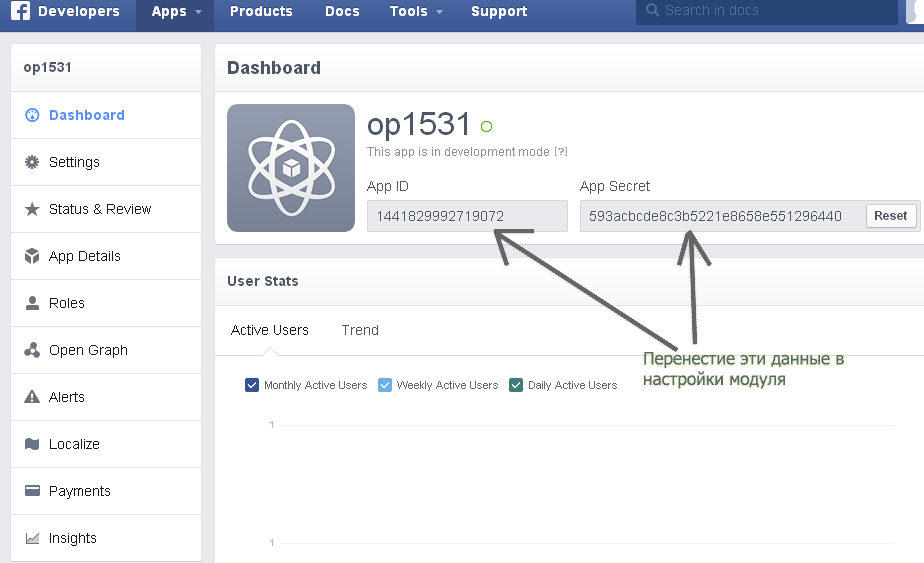 Developers Apps Products Docs Tools Support Search in docs
op1531
Dashboard
Settings
Status & Review
App Details
Roles
Open Graph
Alerts
Localize
Payments
Insights
Dashboard
op1531
This app is in development mode [?]
App ID App Secret
1441829992719072 593acbcde8c3b5221e8658e551296440 Reset
User Stats
Active Users Trend
Перенестие эти данные в
настройки модуля
Monthly Active Users Weekly Active Users Daily Active Users
1
1